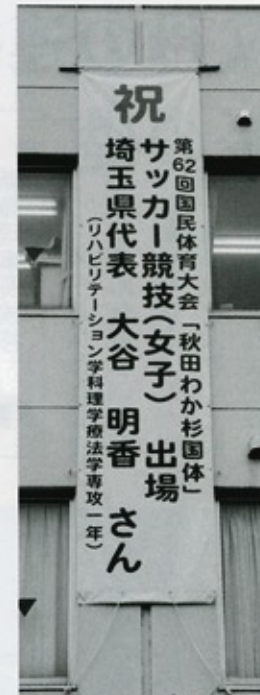 祝
第62回国民体育大会「秋田わか杉国体」
サッカー競技(女子) 出場
埼玉県代表 大谷 明香 さん
(リハビリテーション学科理学療法学専攻一年)